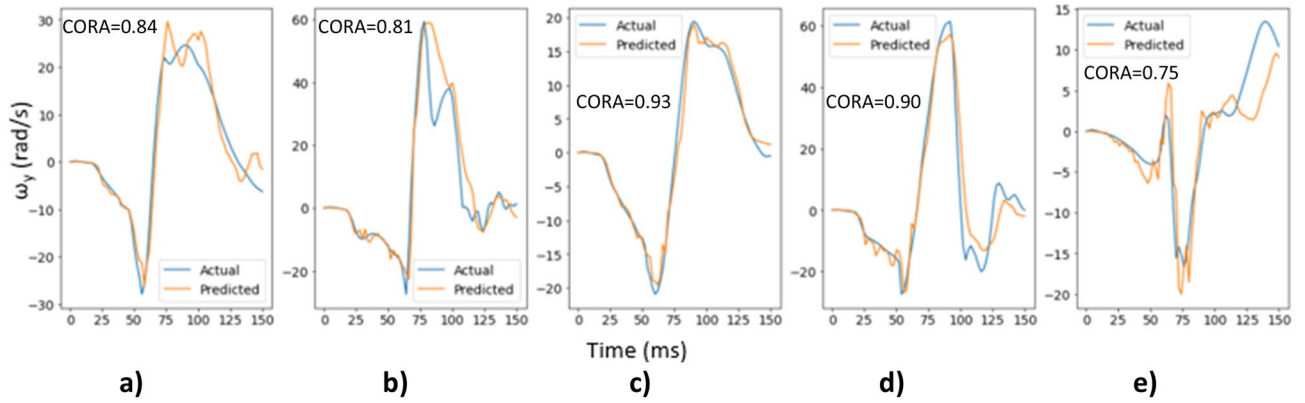 CORA=0.84
30
20
10
0
−10
−20
−30
0 25 50 75 100 125 150
Actual
Predicted
CORA=0.81
60
40
20
0
−20
0 25 50 75 100 125 150
Actual
Predicted
CORA=0.93
20
15
10
5
0
−5
−10
−15
−20
0 25 50 75 100 125 150
Actual
Predicted
CORA=0.90
60
40
20
0
−20
0 25 50 75 100 125 150
Actual
Predicted
CORA=0.75
15
10
5
0
−5
−10
−15
−20
0 25 50 75 100 125 150
Actual
Predicted
ωy (rad/s)
Time (ms)
a) b) c) d) e)